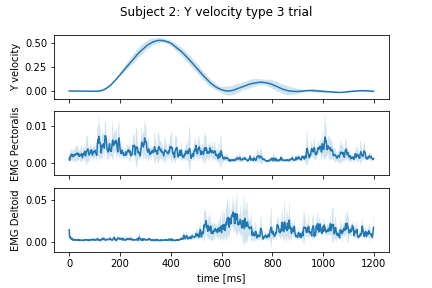 Subject 2: Y velocity type 3 trial
Y velocity
0.50
0.25
0.00
EMG Pectoralis
0.01
0.00
EMG Deltoid
0.05
0.00
0 200 400 600 800 1000 1200
time [ms]